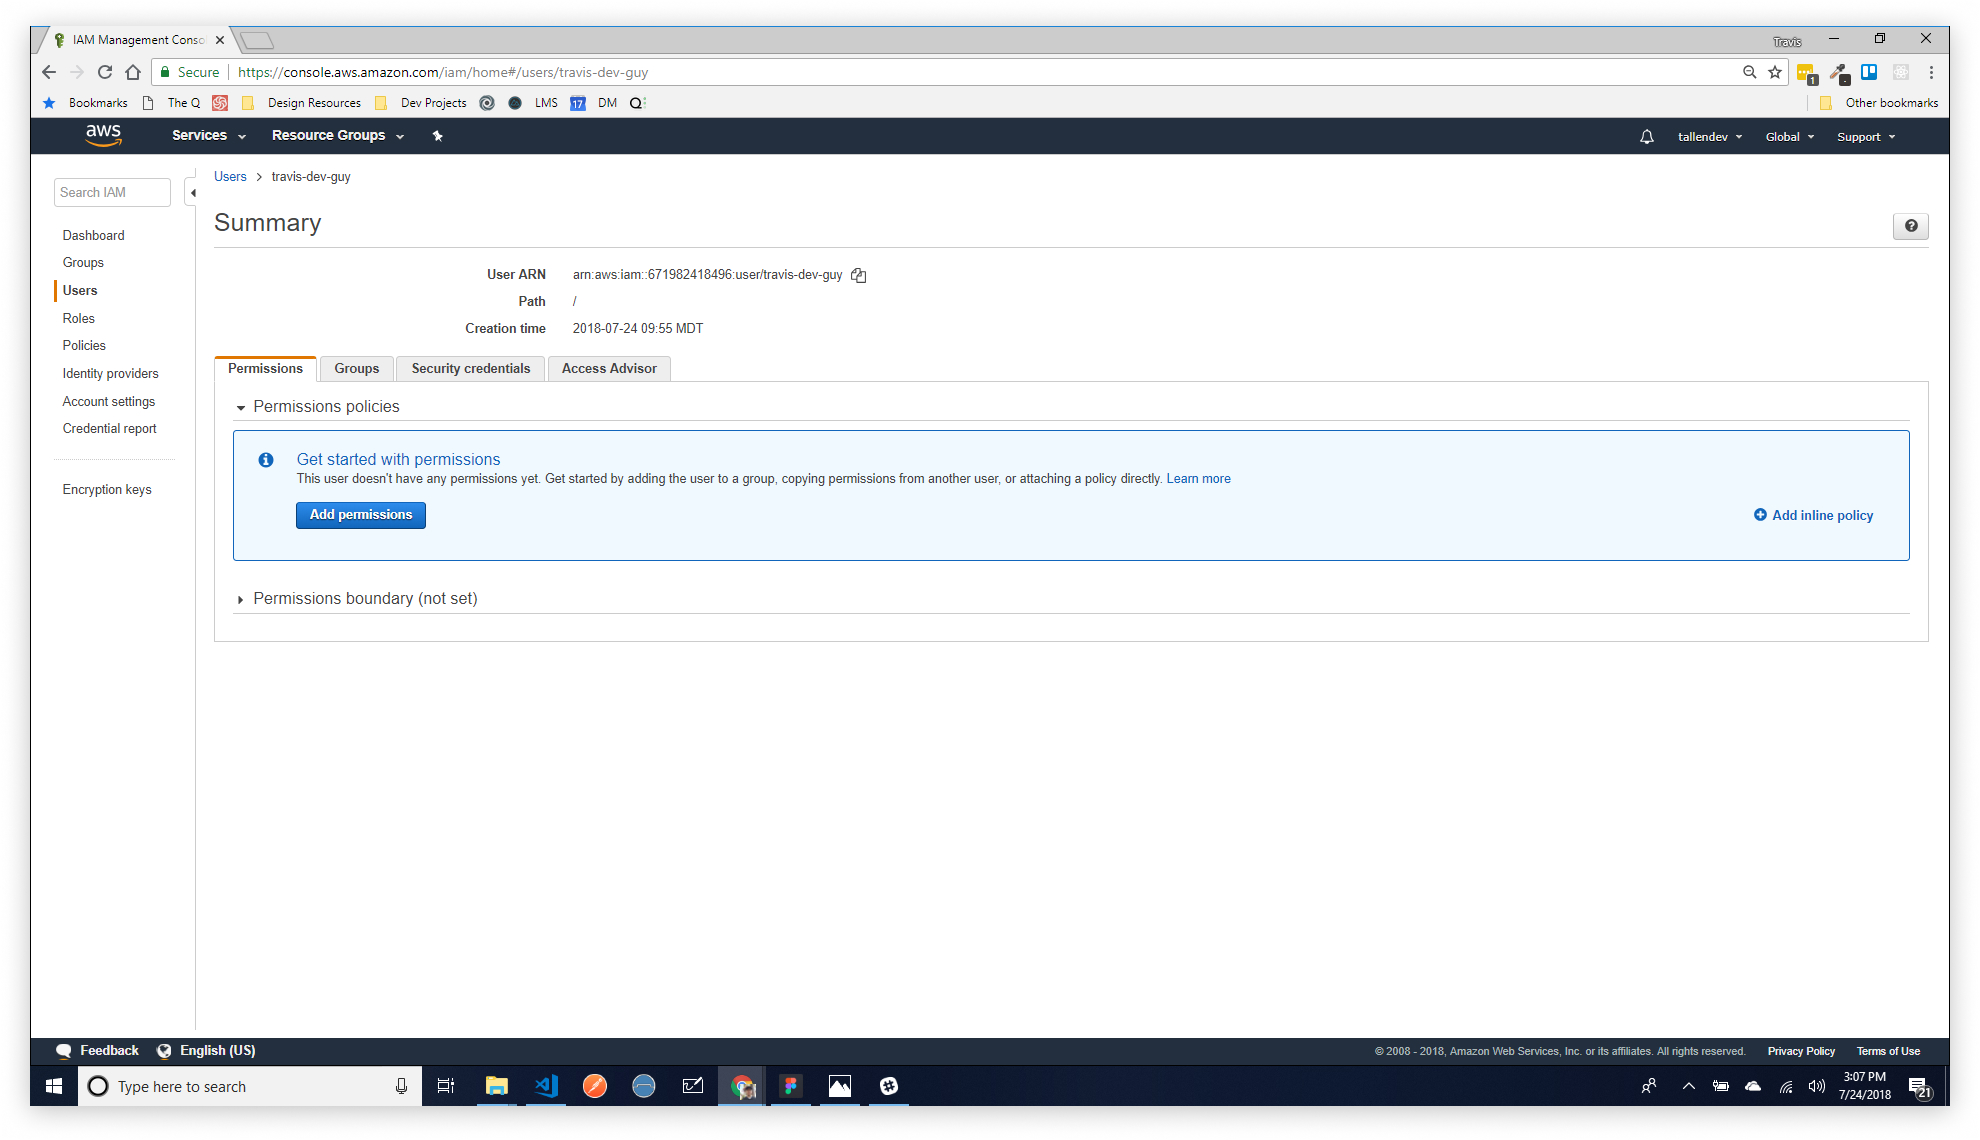 IAM Management Conso
Travis
Secure https://console.aws.amazon.com/iam/home#/users/travis-dev-guy
1
Bookmarks The Q Design Resources Dev Projects LMS 17 DM Q Other bookmarks
aws Services Resource Groups tallendev Global Support
Search IAM
Users > travis-dev-guy
Summary
Dashboard
Groups
Users
Roles
Policies
Identity providers
Account settings
Credential report
Encryption keys
User ARN arn:aws:iam::671982418496:user/travis-dev-guy
Path /
Creation time 2018-07-24 09:55 MDT
Permissions Groups Security credentials Access Advisor
Permissions policies
Get started with permissions
This user doesn't have any permissions yet. Get started by adding the user to a group, copying permissions from another user, or attaching a policy directly. Learn more
Add permissions
Add inline policy
Permissions boundary (not set)
Feedback English (US) © 2008 - 2018, Amazon Web Services, Inc. or its affiliates. All rights reserved. Privacy Policy Terms of Use
Type here to search
3:07 PM
7/24/2018
21